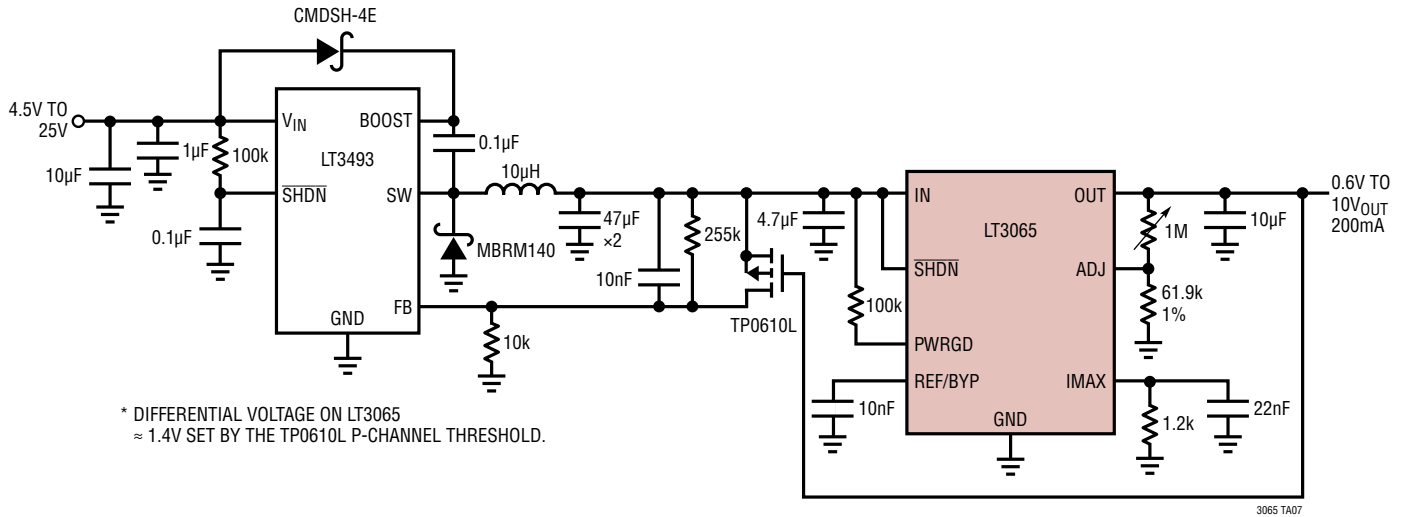 CMDSH-4E
4.5V TO
25V
10µF
1µF
100k
0.1µF
VIN
BOOST
LT3493
SHDN
SW
GND
FB
0.1µF
10µH
MBRM140
47µF
×2
10nF
255k
10k
TP0610L
4.7µF
100k
IN
OUT
LT3065
SHDN
ADJ
PWRGD
REF/BYP
IMAX
GND
10nF
1M
61.9k
1%
10µF
0.6V TO
10VOUT
200mA
1.2k
22nF
* DIFFERENTIAL VOLTAGE ON LT3065
≈ 1.4V SET BY THE TP0610L P-CHANNEL THRESHOLD.
3065 TA07